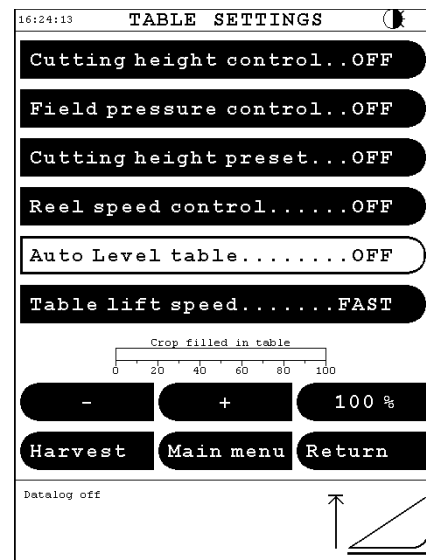 16:24:13 TABLE SETTINGS
Cutting height control..OFF
Field pressure control..OFF
Cutting height preset...OFF
Reel speed control......OFF
Auto Level table........OFF
Table lift speed.......FAST
Crop filled in table
0 20 40 60 80 100
- + 100 %
Harvest Main menu Return
Datalog off